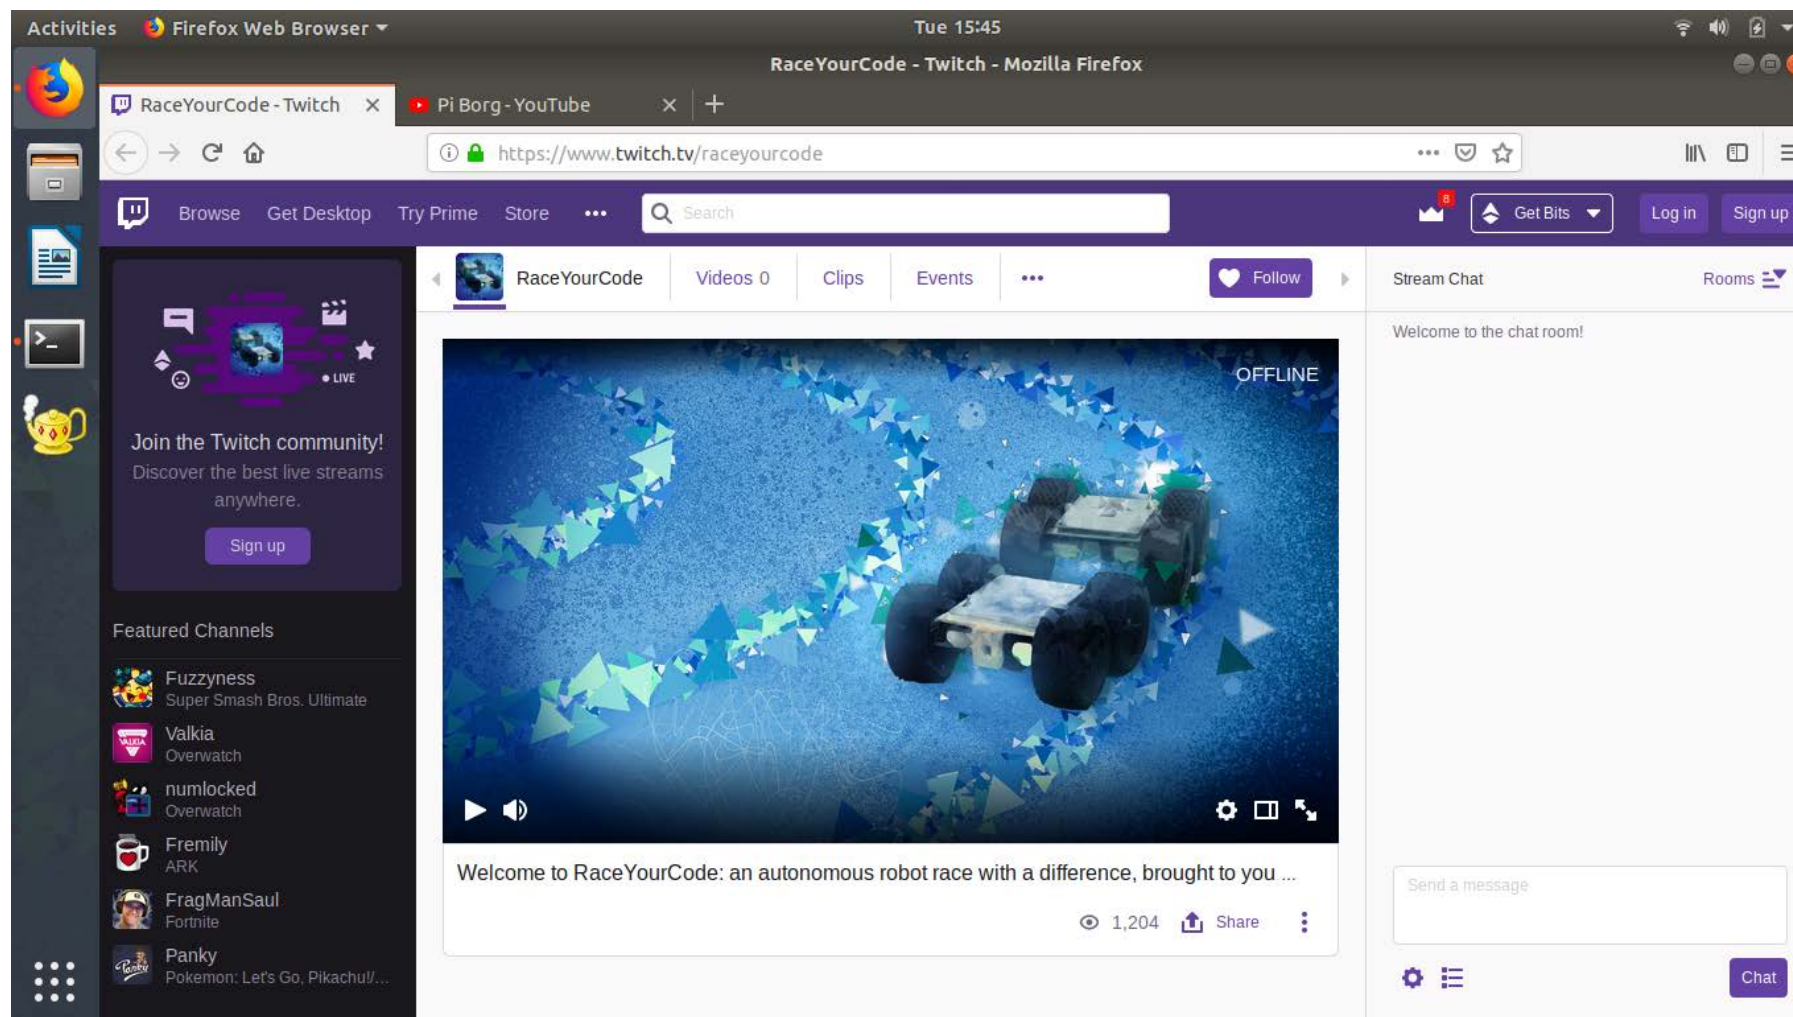 Activities Firefox Web Browser Tue 15:45
RaceYourCode - Twitch - Mozilla Firefox
RaceYourCode - Twitch Pi Borg - YouTube
https://www.twitch.tv/raceyourcode
Browse Get Desktop Try Prime Store Search 8 Get Bits Log in Sign up
RaceYourCode Videos 0 Clips Events Follow
Stream Chat Rooms
Welcome to the chat room!
LIVE
Join the Twitch community!
Discover the best live streams
anywhere.
Sign up
Featured Channels
Fuzzyness
Super Smash Bros. Ultimate
Valkia
Overwatch
numlocked
Overwatch
Fremily
ARK
FragManSaul
Fortnite
Panky
Pokemon: Let's Go, Pikachu!/...
OFFLINE
Welcome to RaceYourCode: an autonomous robot race with a difference, brought to you ...
1,204 Share
Send a message
Chat